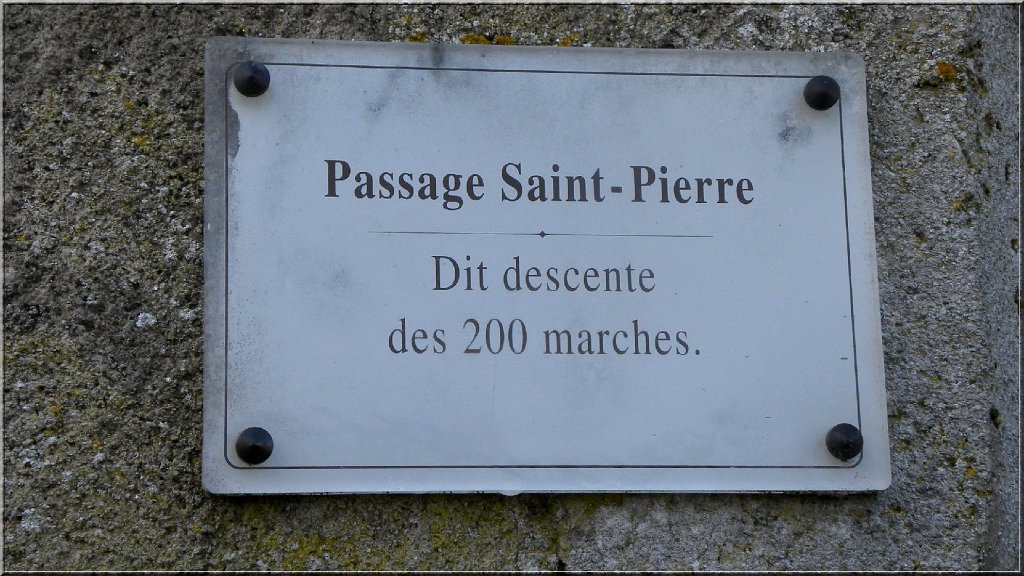 Passage Saint-Pierre
Dit descente
des 200 marches.